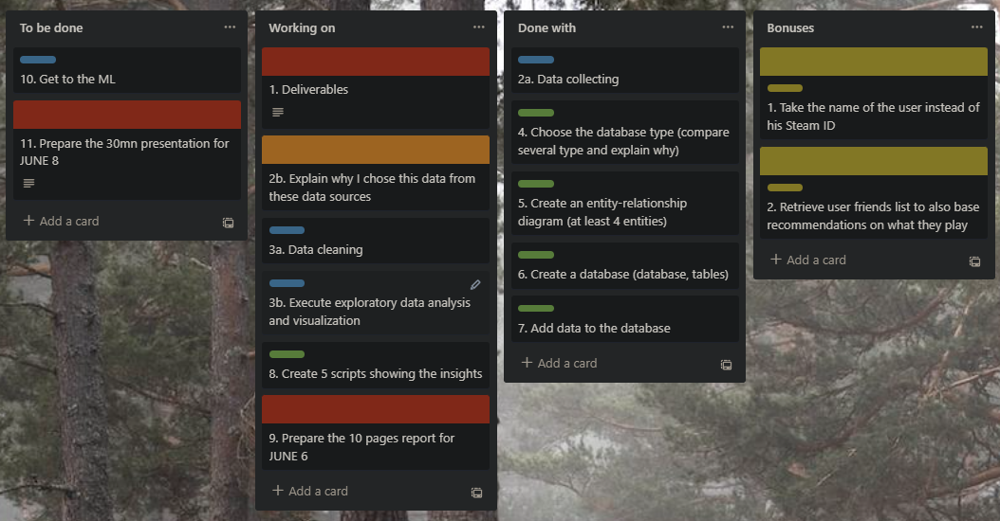 To be done
10. Get to the ML
11. Prepare the 30mn presentation for
JUNE 8
+ Add a card
Working on
1. Deliverables
2b. Explain why I chose this data from
these data sources
3a. Data cleaning
3b. Execute exploratory data analysis
and visualization
8. Create 5 scripts showing the insights
9. Prepare the 10 pages report for
JUNE 6
+ Add a card
Done with
2a. Data collecting
4. Choose the database type (compare
several type and explain why)
5. Create an entity-relationship
diagram (at least 4 entities)
6. Create a database (database, tables)
7. Add data to the database
+ Add a card
Bonuses
1. Take the name of the user instead of
his Steam ID
2. Retrieve user friends list to also base
recommendations on what they play
+ Add a card